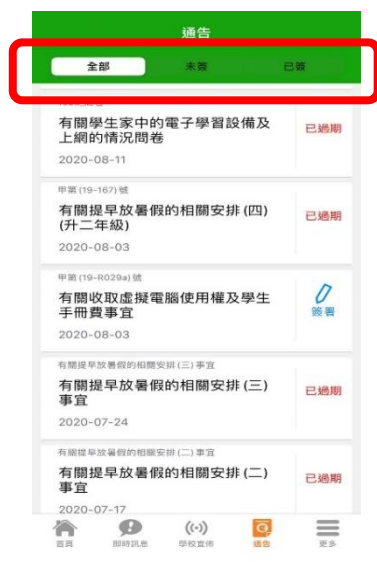 通告
全部 未簽 已簽
有關學生家中的電子學習設備及
上網的情況問卷
已過期
2020-08-11
甲第(19-167)號
有關提早放暑假的相關安排(四)
(升二年級)
已過期
2020-08-03
甲第(19-R029a)號
有關收取虛擬電腦使用權及學生
手冊費事宜
簽署
2020-08-03
有關提早放暑假的相關安排(三)事宜
有關提早放暑假的相關安排(三)
事宜
已過期
2020-07-24
有關提早放暑假的相關安排(二)事宜
有關提早放暑假的相關安排(二)
事宜
已過期
2020-07-17
首頁 即時訊息 學校宣佈 通告 更多